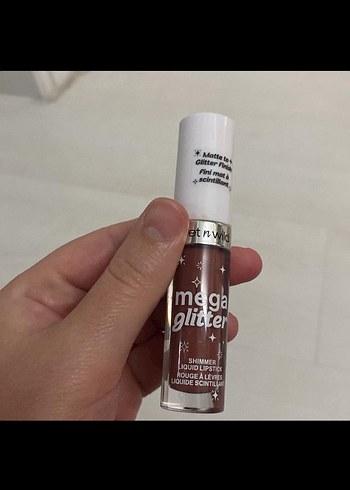 Matte to
Glitter Finish
Fini mat à
scintillant
et n wild
mega
glitter
SHIMMER
LIQUID LIPSTICK
ROUGE À LÈVRES
LIQUIDE SCINTILLANT